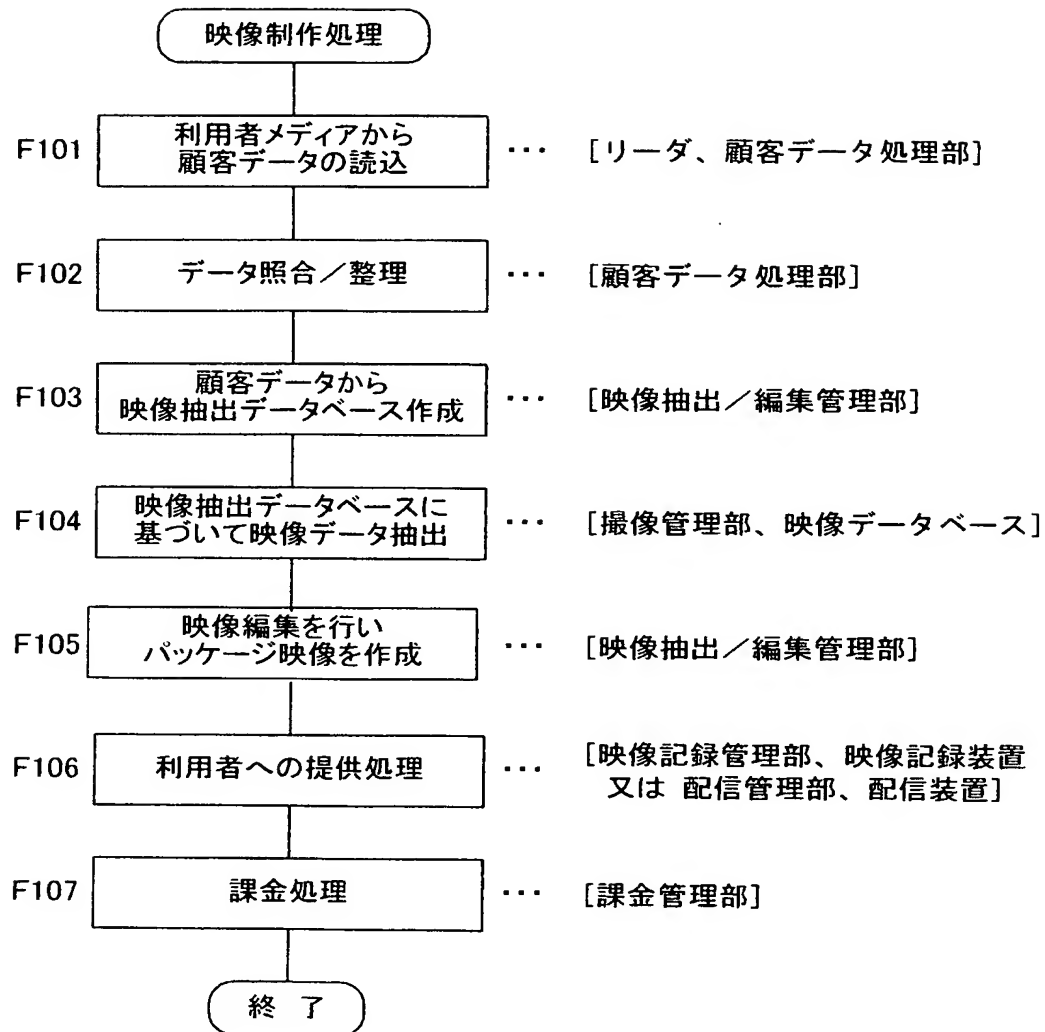 映像制作処理
F101
利用者メディアから
顧客データの読込
･･･ [リーダ、顧客データ処理部]
F102
データ照合／整理
･･･ [顧客データ処理部]
F103
顧客データから
映像抽出データベース作成
･･･ [映像抽出／編集管理部]
F104
映像抽出データベースに
基づいて映像データ抽出
･･･ [撮像管理部、映像データベース]
F105
映像編集を行い
パッケージ映像を作成
･･･ [映像抽出／編集管理部]
F106
利用者への提供処理
･･･ [映像記録管理部、映像記録装置
又は 配信管理部、配信装置]
F107
課金処理
･･･ [課金管理部]
終 了